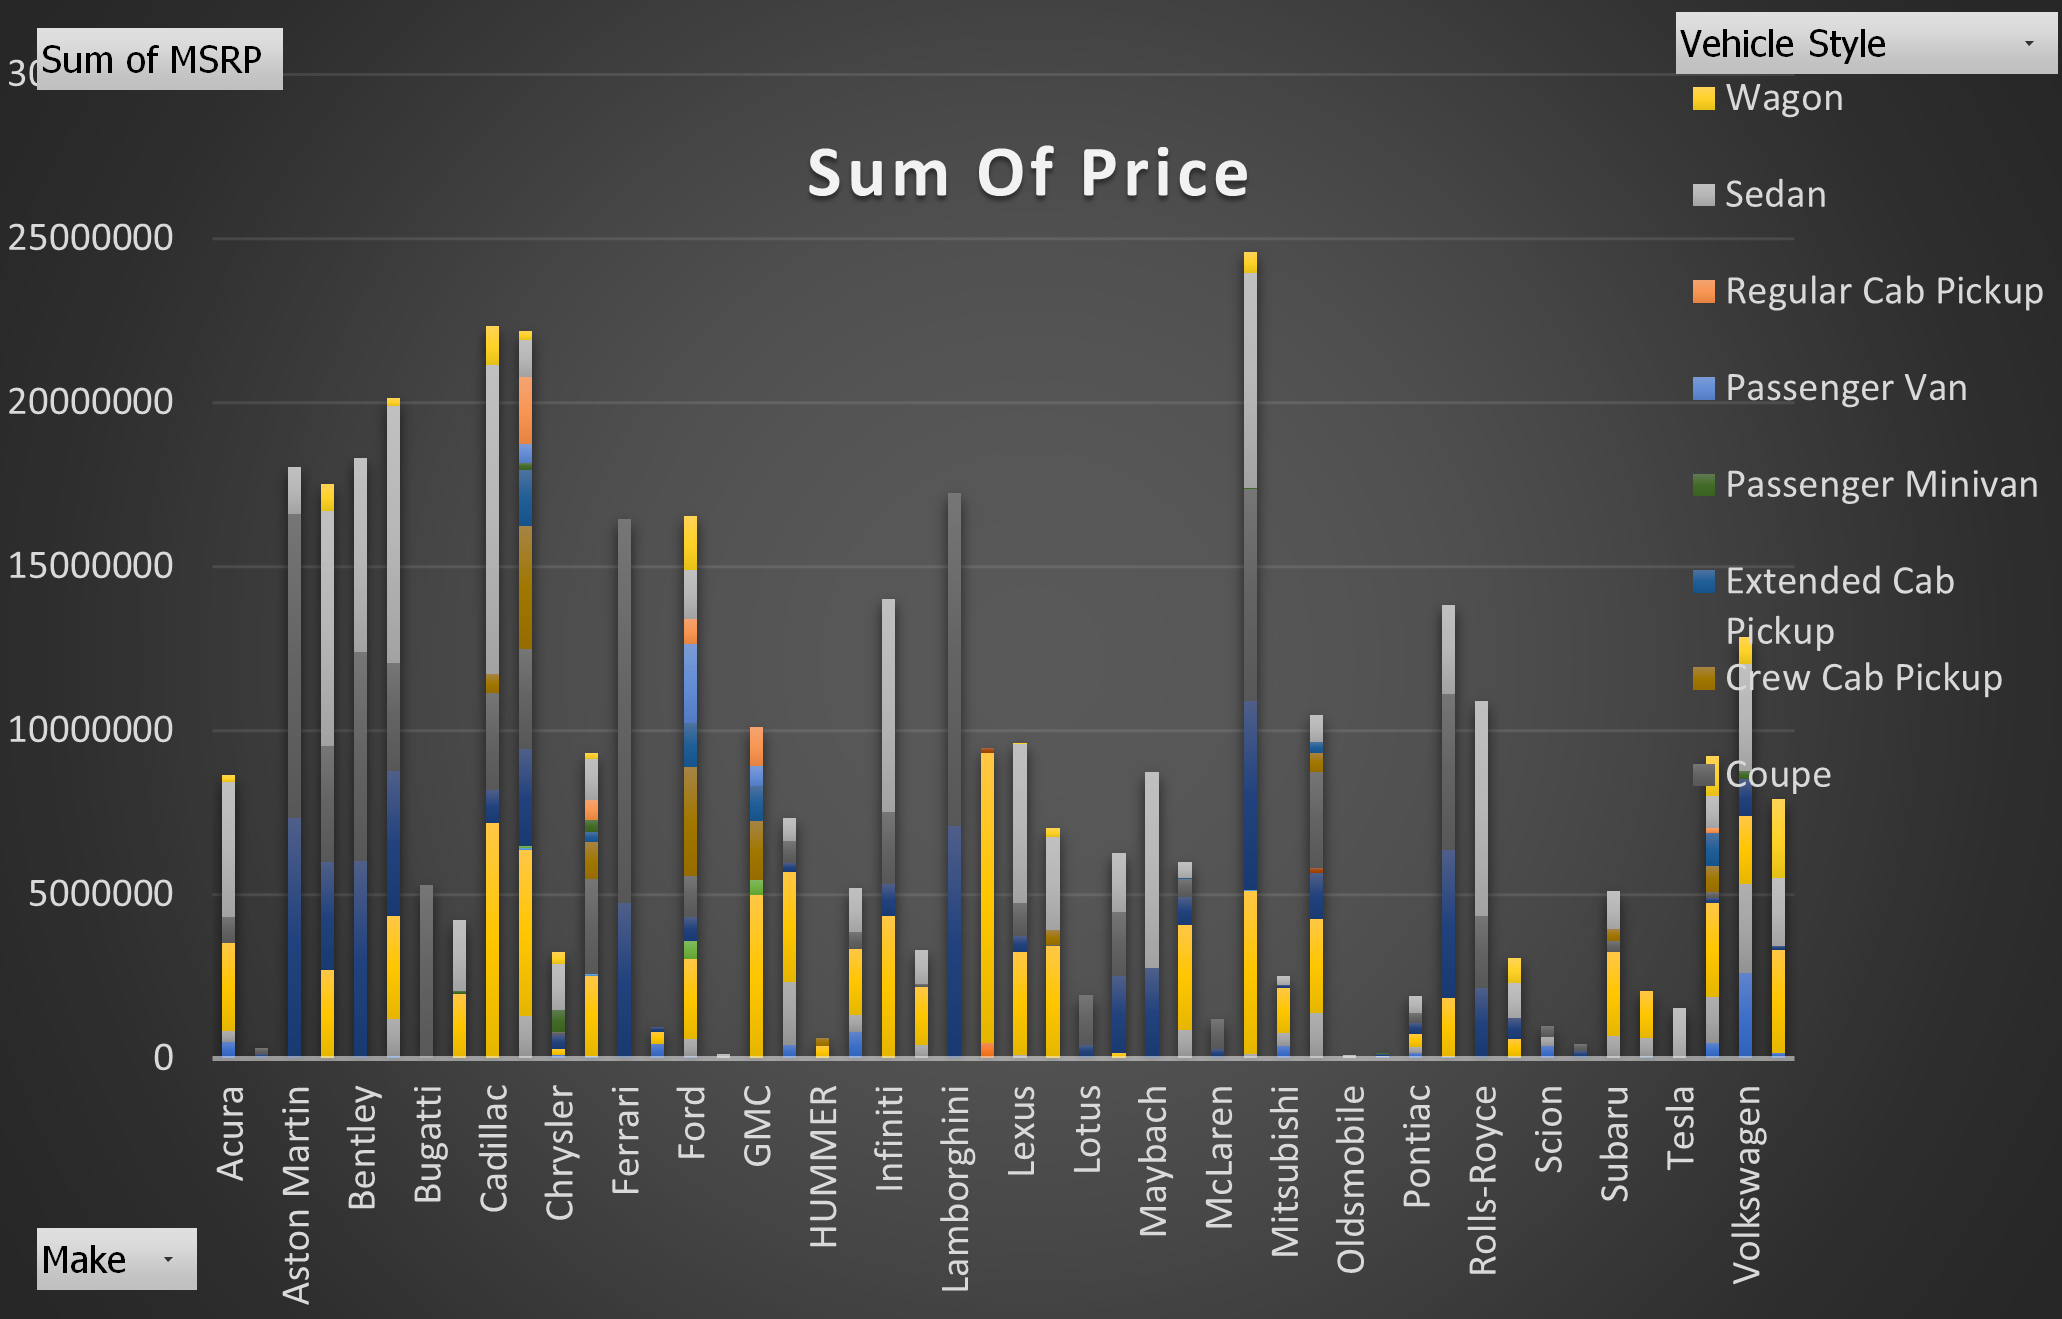 Sum of MSRP
Vehicle Style
30
Sum Of Price
25000000
20000000
15000000
10000000
5000000
0
Wagon
Sedan
Regular Cab Pickup
Passenger Van
Passenger Minivan
Extended Cab
Pickup
Crew Cab Pickup
Coupe
Acura
Aston Martin
Bentley
Bugatti
Cadillac
Chrysler
Ferrari
Ford
GMC
HUMMER
Infiniti
Lamborghini
Lexus
Lotus
Maybach
McLaren
Mitsubishi
Oldsmobile
Pontiac
Rolls-Royce
Scion
Subaru
Tesla
Volkswagen
Make